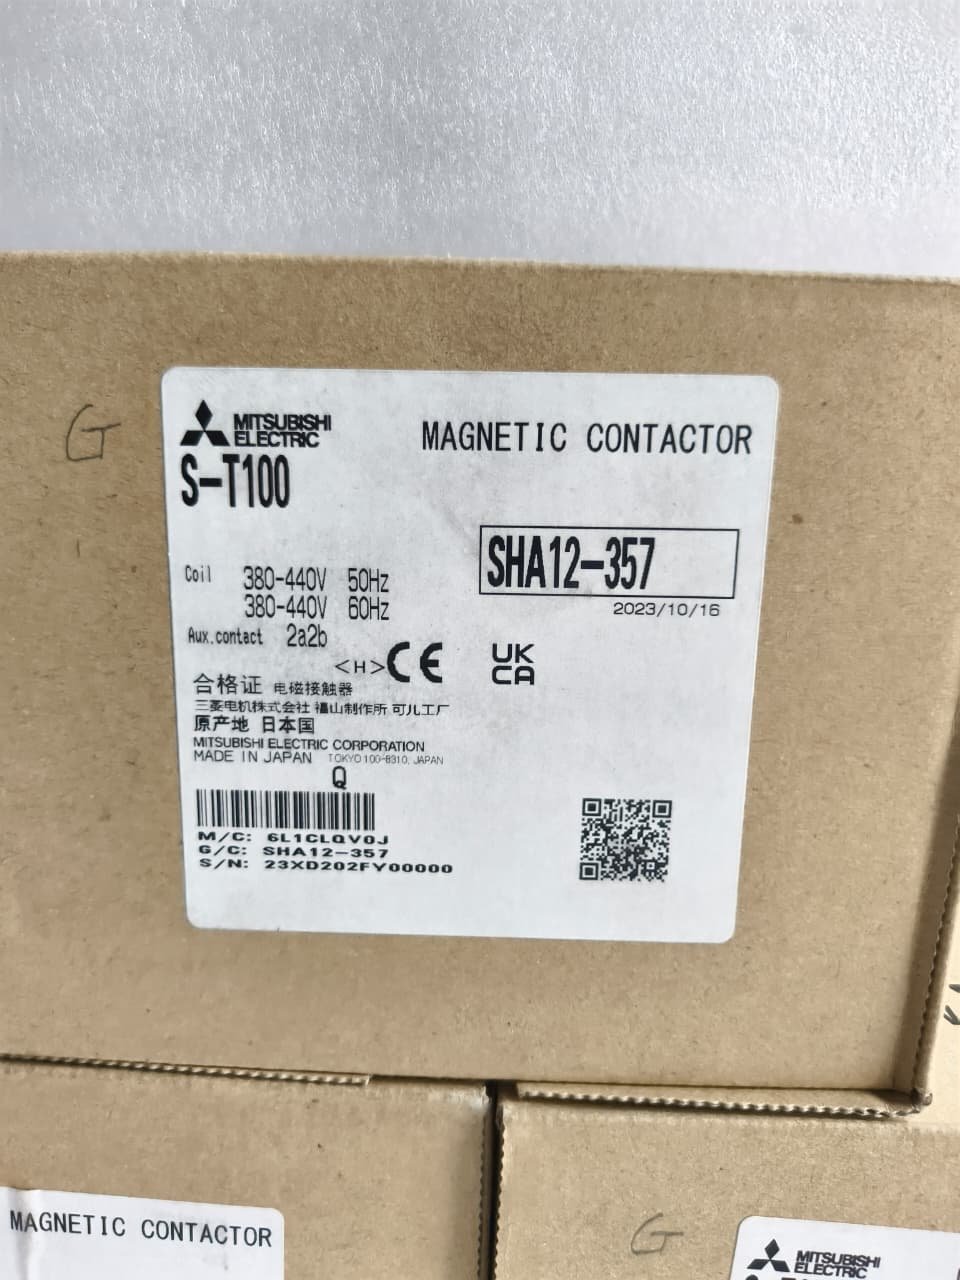 G
MITSUBISHI
ELECTRIC
MAGNETIC CONTACTOR
S-T100
SHA12-357
2023/10/16
Coil 380-440V 50Hz
380-440V 60Hz
Aux.contact 2a2b
<H> CE UK
CA
合格证 电磁接触器
三菱电机株式会社 福山制作所 可儿工厂
原产地 日本国
MITSUBISHI ELECTRIC CORPORATION
MADE IN JAPAN TOKYO 100-8310, JAPAN
Q
M/C: 6L1CLQV0J
G/C: SHA12-357
S/N: 23XD202FY00000
MAGNETIC CONTACTOR
G
MITSUBISHI
ELECTRIC